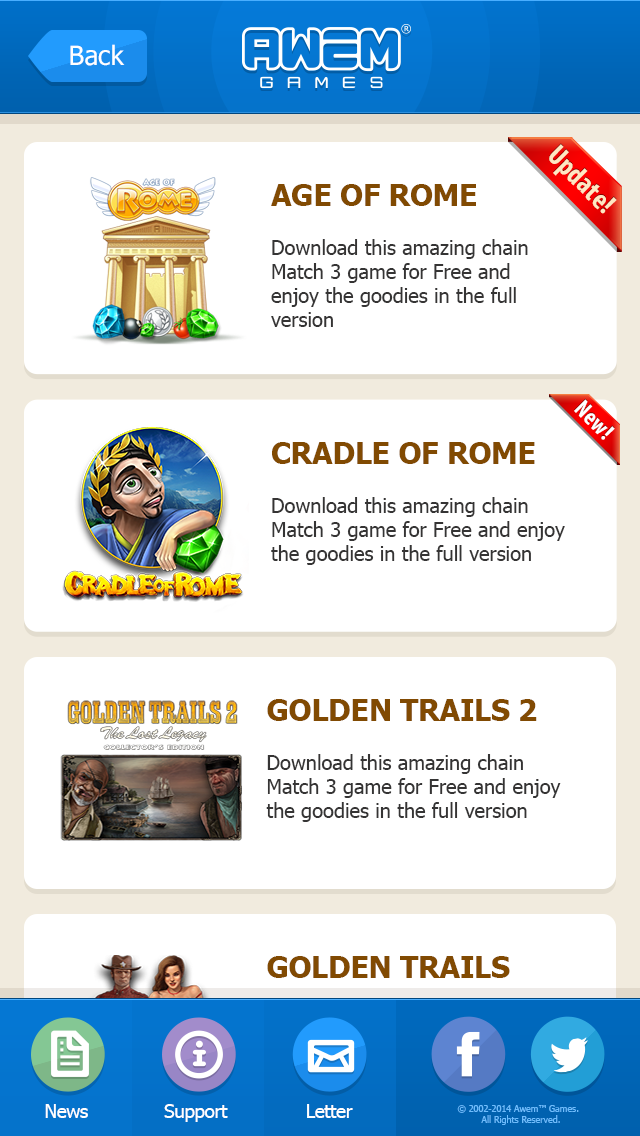 Back
AWEM®
GAMES
Update!
AGE OF
ROME
AGE OF ROME
Download this amazing chain
Match 3 game for Free and
enjoy the goodies in the full
version
New!
CRADLE OF ROME
CRADLE OF ROME
Download this amazing chain
Match 3 game for Free and enjoy
the goodies in the full version
GOLDEN TRAILS 2
The Lost Legacy
COLLECTOR'S EDITION
GOLDEN TRAILS 2
Download this amazing chain
Match 3 game for Free and enjoy
the goodies in the full version
GOLDEN TRAILS
News
Support
Letter
f
© 2002-2014 Awem™ Games.
All Rights Reserved.